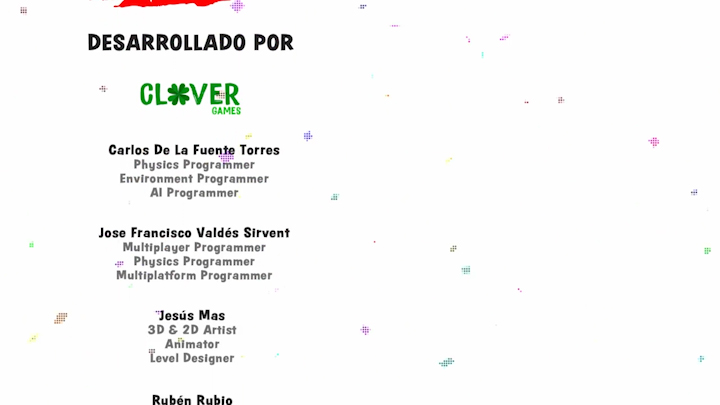 DESARROLLADO POR
CLOVER
GAMES
Carlos De La Fuente Torres
Physics Programmer
Environment Programmer
AI Programmer
Jose Francisco Valdés Sirvent
Multiplayer Programmer
Physics Programmer
Multiplatform Programmer
Jesús Mas
3D & 2D Artist
Animator
Level Designer
Rubén Rubio